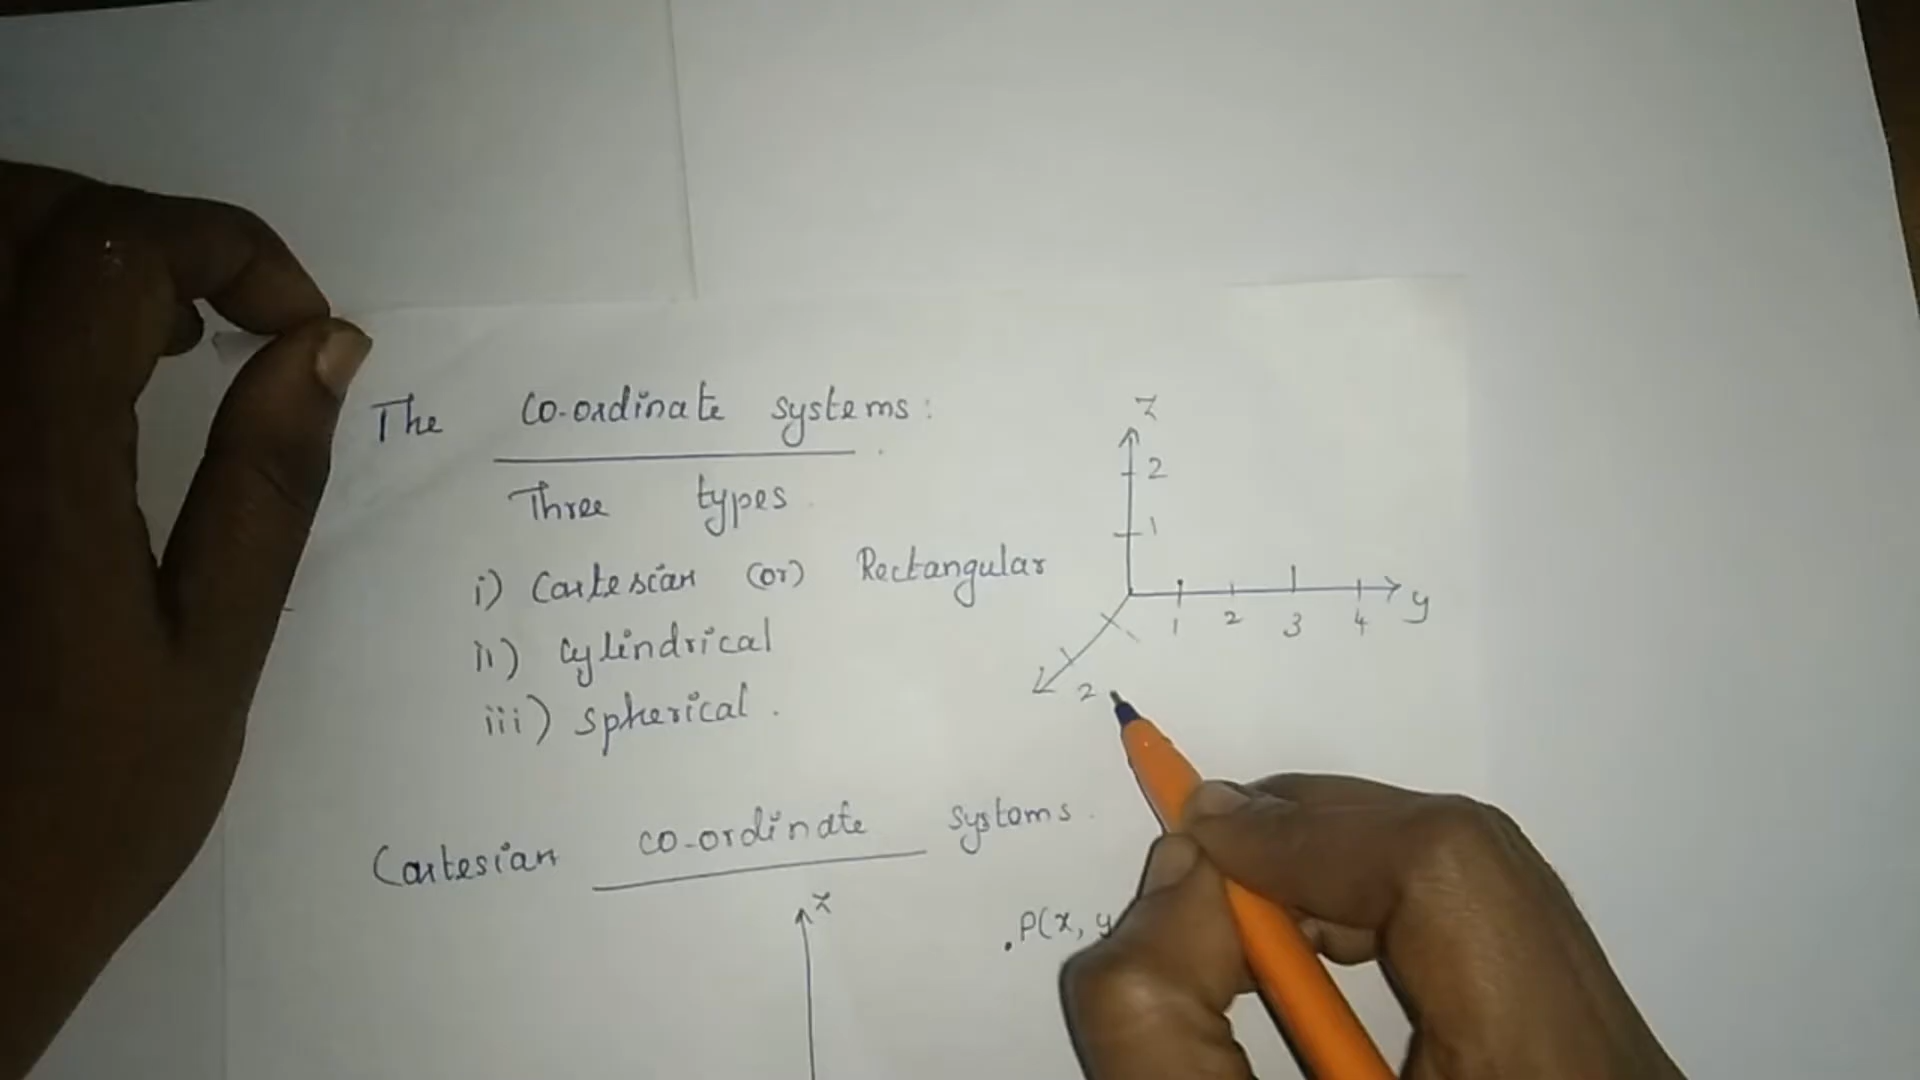 The co-ordinate systems:
Three types
i) Cartesian (or) Rectangular
ii) Cylindrical
iii) Spherical.
z
2
1
1 2 3 4 y
2
Cartesian co-ordinate systems.
z
.P(x, y